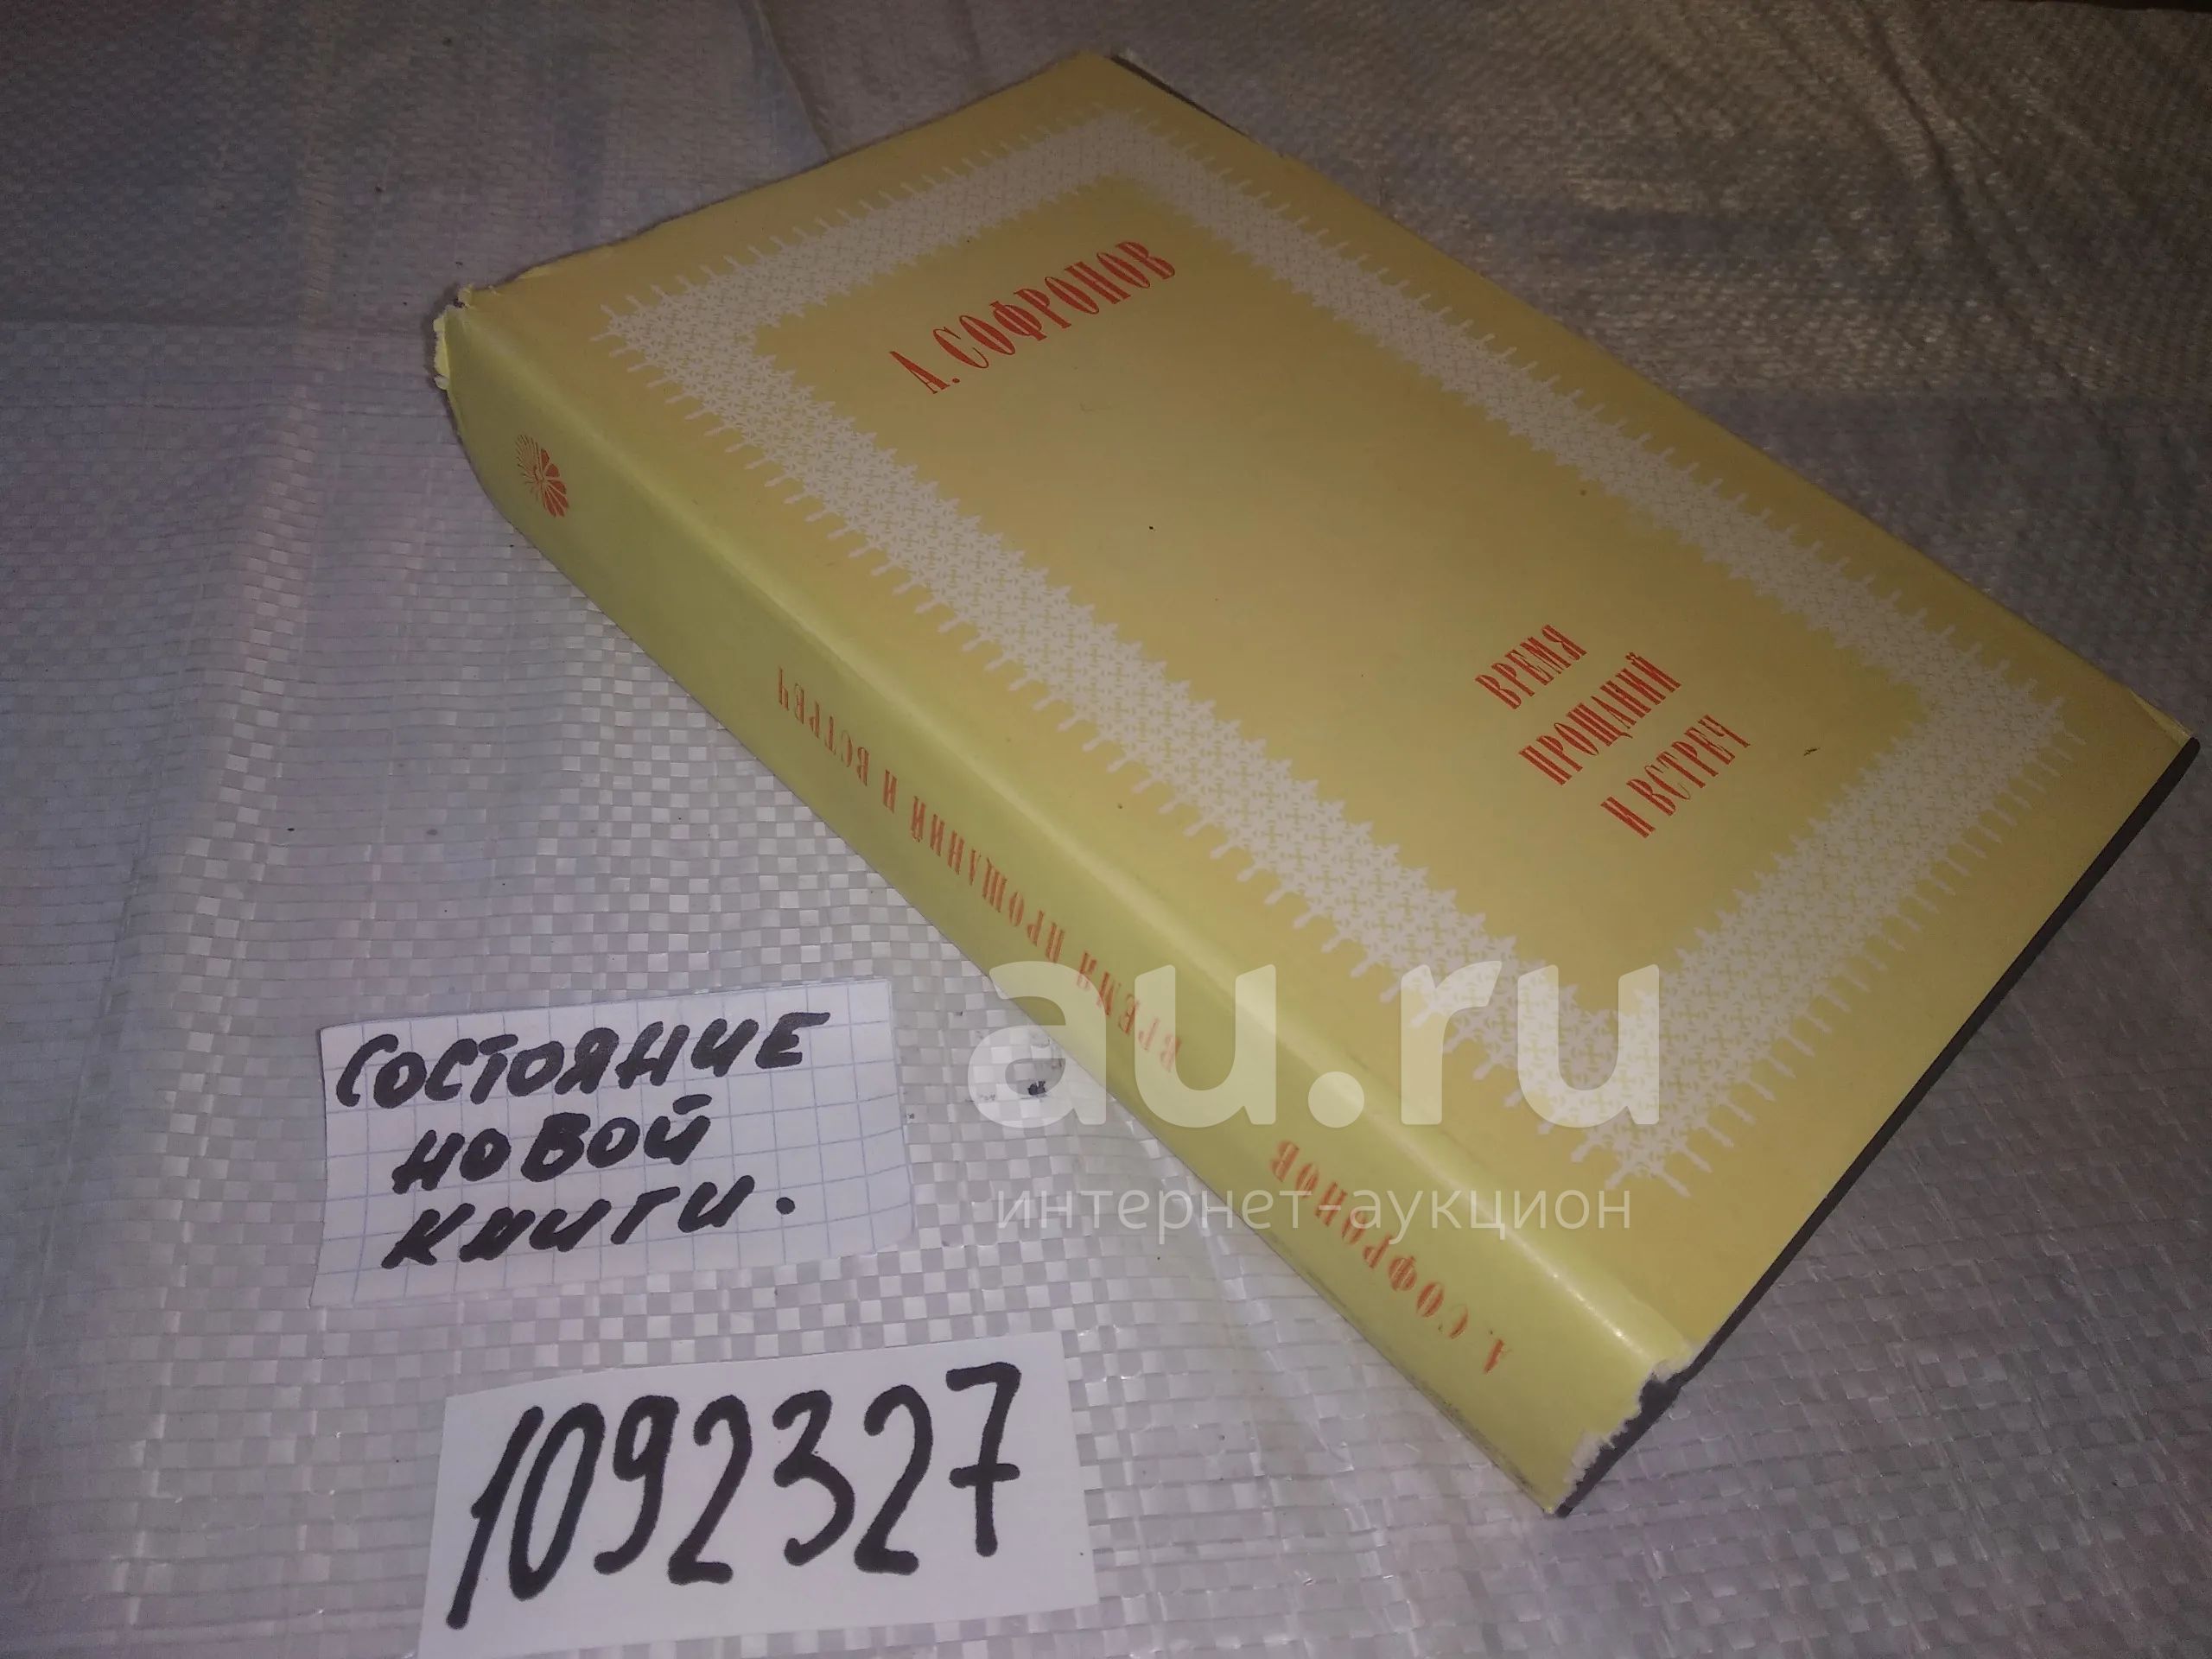 А. СОФРОНОВ
ВРЕМЯ
ПРОЩАНИЙ
И ВСТРЕЧ
А. СОФРОНОВ
ВРЕМЯ ПРОЩАНИЙ И ВСТРЕЧ
au.ru
интернет-аукцион
СОСТОЯНИЕ
НОВОЙ
КНИГИ.
1092327